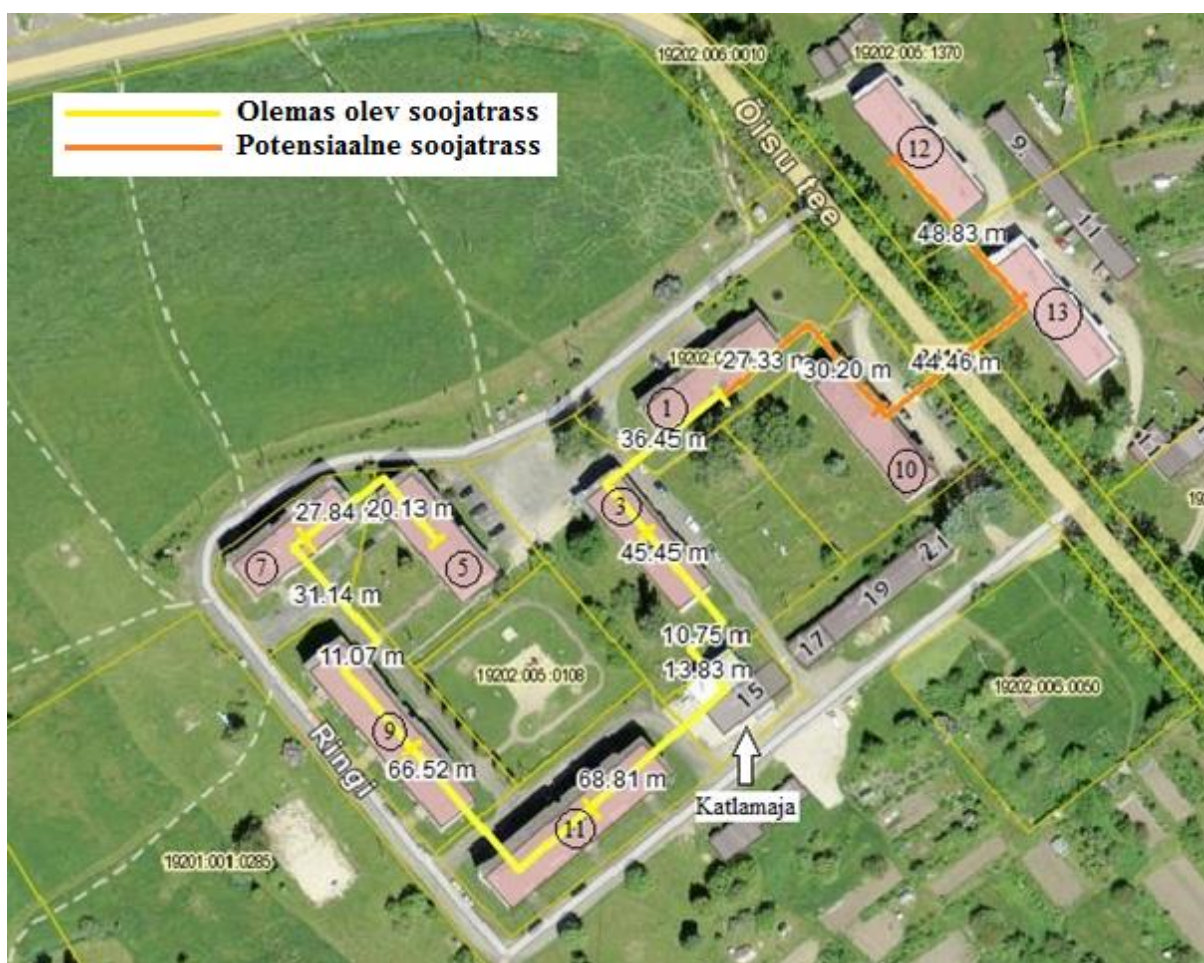 19202:006:0010
19202:005:1370
Olemas olev soojatrass
Potensiaalne soojatrass
Õisu tee
12
9
11
48.83 m
13
27.33 m
30.20 m
44.46 m
1
36.45 m
10
3
27.84
20.13 m
45.45 m
7
5
31.14 m
21
19
17
10.75 m
11.07 m
13.83 m
19202:005:0108
15
19202:006:0050
9
Ringi
66.52 m
68.81 m
Katlamaja
11
19201:001:0285